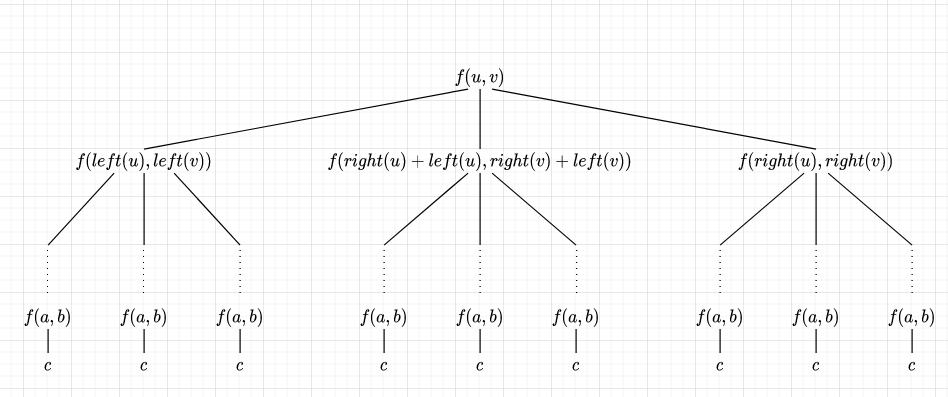 f(u, v)
f(left(u), left(v)) f(right(u) + left(u), right(v) + left(v)) f(right(u), right(v))
f(a, b) f(a, b) f(a, b) f(a, b) f(a, b) f(a, b) f(a, b) f(a, b) f(a, b)
c c c c c c c c c